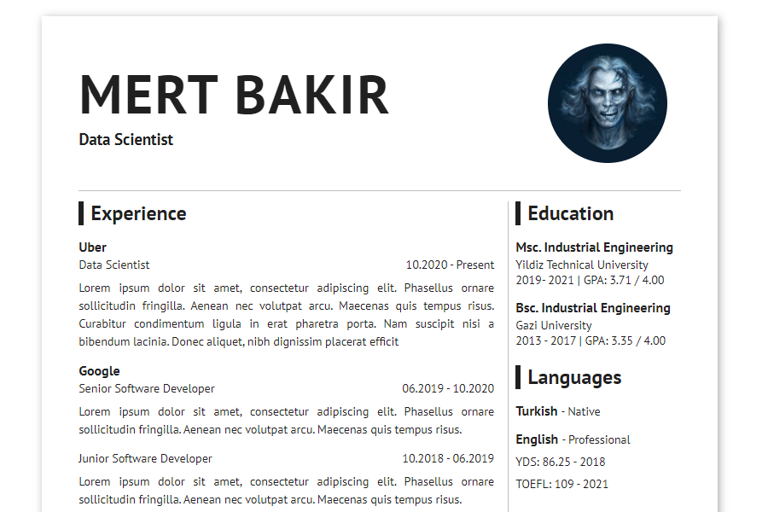 MERT BAKIR
Data Scientist
Experience
Uber
Data Scientist 10.2020 - Present
Lorem ipsum dolor sit amet, consectetur adipiscing elit. Phasellus ornare
sollicitudin fringilla. Aenean nec volutpat arcu. Maecenas quis tempus risus.
Curabitur condimentum ligula in erat pharetra porta. Nam suscipit nisi a
bibendum lacinia. Donec aliquet, nibh dignissim placerat efficit
Google
Senior Software Developer 06.2019 - 10.2020
Lorem ipsum dolor sit amet, consectetur adipiscing elit. Phasellus ornare
sollicitudin fringilla. Aenean nec volutpat arcu. Maecenas quis tempus risus.
Junior Software Developer 10.2018 - 06.2019
Lorem ipsum dolor sit amet, consectetur adipiscing elit. Phasellus ornare
sollicitudin fringilla. Aenean nec volutpat arcu. Maecenas quis tempus risus.
Education
Msc. Industrial Engineering
Yildiz Technical University
2019- 2021 | GPA: 3.71 / 4.00
Bsc. Industrial Engineering
Gazi University
2013 - 2017 | GPA: 3.35 / 4.00
Languages
Turkish - Native
English - Professional
YDS: 86.25 - 2018
TOEFL: 109 - 2021